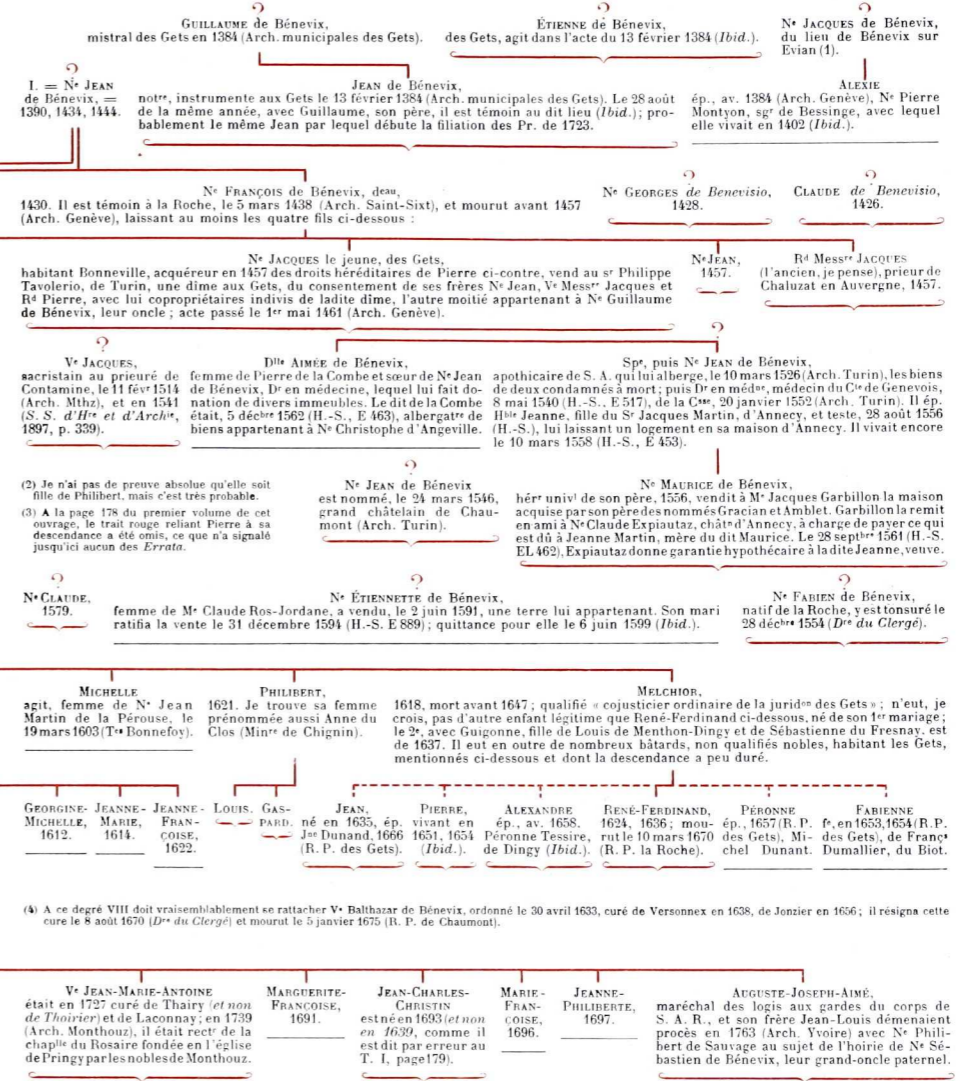 GUILLAUME de Bénevix,
mistral des Gets en 1384 (Arch. municipales des Gets).
ÉTIENNE de Bénevix,
des Gets, agit dans l'acte du 13 février 1384 (Ibid.).
Nᵉ JACQUES de Bénevix,
du lieu de Bénevix sur
Evian (1).
I. = Nᵉ JEAN
de Bénevix, =
1390, 1434, 1444.
JEAN de Bénevix,
notʳᵉ, instrumente aux Gets le 13 février 1384 (Arch. municipales des Gets). Le 28 août
de la même année, avec Guillaume, son père, il est témoin au dit lieu (Ibid.); pro-
bablement le même Jean par lequel débute la filiation des Pr. de 1723.
ALEXIE
ép., av. 1384 (Arch. Genève), Nᵉ Pierre
Montyon, sgʳ de Bessinge, avec lequel
elle vivait en 1402 (Ibid.).
Nᵉ FRANÇOIS de Bénevix, dᵉᵃᵘ,
1430. Il est témoin à la Roche, le 5 mars 1438 (Arch. Saint-Sixt), et mourut avant 1457
(Arch. Genève), laissant au moins les quatre fils ci-dessous :
Nᵉ GEORGES de Benevisio,
1428.
CLAUDE de Benevisio,
1426.
Nᵉ JACQUES le jeune, des Gets,
habitant Bonneville, acquéreur en 1457 des droits héréditaires de Pierre ci-contre, vend au sʳ Philippe
Tavolerio, de Turin, une dîme aux Gets, du consentement de ses frères Nᵉ Jean, Vᵉ Messʳᵉ Jacques et
Rᵈ Pierre, avec lui copropriétaires indivis de ladite dîme, l'autre moitié appartenant à Nᵉ Guillaume
de Bénevix, leur oncle ; acte passé le 1ᵉʳ mai 1461 (Arch. Genève).
Nᵉ JEAN,
1457.
Rᵈ Messʳᵉ JACQUES
(l'ancien, je pense), prieur de
Chaluzat en Auvergne, 1457.
Vᵉ JACQUES,
sacristain au prieuré de
Contamine, le 11 févʳ 1514
(Arch. Mthz), et en 1541
(S. S. d'Hʳᵉ et d'Archⁱᵉ,
1897, p. 339).
Dˡˡᵉ AIMÉE de Bénevix,
femme de Pierre de la Combe et sœur de Nᵉ Jean
de Bénevix, Dʳ en médecine, lequel lui fait do-
nation de divers immeubles. Le dit de la Combe
était, 5 décᵇʳᵉ 1562 (H.-S., E 463), albergatʳᵉ de
biens appartenant à Nᵉ Christophe d'Angeville.
Spᵉ, puis Nᵉ JEAN de Bénevix,
apothicaire de S. A. qui lui alberge, le 10 mars 1526 (Arch. Turin), les biens
de deux condamnés à mort ; puis Dʳ en médⁿᵉ, médecin du Cᵗᵉ de Genevois,
8 mai 1540 (H.-S., E 517), de la Cˢˢᵉ, 20 janvier 1552 (Arch. Turin). Il ép.
Hᵇˡᵉ Jeanne, fille du Sʳ Jacques Martin, d'Annecy, et teste, 28 août 1556
(H.-S.), lui laissant un logement en sa maison d'Annecy. Il vivait encore
le 10 mars 1558 (H.-S., E 453).
(2) Je n'ai pas de preuve absolue qu'elle soit
fille de Philibert, mais c'est très probable.
(3) A la page 178 du premier volume de cet
ouvrage, le trait rouge reliant Pierre à sa
descendance a été omis, ce que n'a signalé
jusqu'ici aucun des Errata.
Nᵉ JEAN de Bénevix
est nommé, le 24 mars 1546,
grand châtelain de Chau-
mont (Arch. Turin).
Nᵉ MAURICE de Bénevix,
hérʳ univˡ de son père, 1556, vendit à Mᵉ Jacques Garbillon la maison
acquise par son père des nommés Gracian et Amblet. Garbillon la remit
en ami à Nᵉ Claude Expiautaz, chât. d'Annecy, à charge de payer ce qui
est dû à Jeanne Martin, mère du dit Maurice. Le 28 septᵇʳᵉ 1561 (H.-S.
EL 462), Expiautaz donne garantie hypothécaire à la dite Jeanne, veuve.
Nᵉ CLAUDE,
1579.
Nᵉ ÉTIENNETTE de Bénevix,
femme de Mᵉ Claude Ros-Jordane, a vendu, le 2 juin 1591, une terre lui appartenant. Son mari
ratifia la vente le 31 décembre 1594 (H.-S. E 889) ; quittance pour elle le 6 juin 1599 (Ibid.).
Nᵉ FABIEN de Bénevix,
natif de la Roche, y est tonsuré le
28 décᵇʳᵉ 1554 (Dʳᵉ du Clergé).
MICHELLE
agit, femme de Nᵉ Jean
Martin de la Pérouse, le
19 mars 1603 (Tᵉˢ Bonnefoy).
PHILIBERT,
1621. Je trouve sa femme
prénommée aussi Anne du
Clos (Minʳᵉ de Chignin).
MELCHIOR,
1618, mort avant 1647 ; qualifié « cojusticier ordinaire de la juridᵒⁿ des Gets » ; n'eut, je
crois, pas d'autre enfant légitime que René-Ferdinand ci-dessous, né de son 1ᵉʳ mariage ;
le 2ᵉ, avec Guigonne, fille de Louis de Menthon-Dingy et de Sébastienne du Fresnay, est
de 1637. Il eut en outre de nombreux bâtards, non qualifiés nobles, habitant les Gets,
mentionnés ci-dessous et dont la descendance a peu duré.
GEORGINE-
MICHELLE,
1612.
JEANNE-
MARIE,
1614.
JEANNE-
FRAN-
ÇOISE,
1622.
LOUIS.
GAS-
PARD.
JEAN,
né en 1635, ép.
Jᵒᵉ Dunand, 1666
(R. P. des Gets).
PIERRE,
vivant en
1651, 1654
(Ibid.).
ALEXANDRE
ép., av. 1658.
Péronne Tessire,
de Dingy (Ibid.).
RENÉ-FERDINAND,
1624, 1636 ; mou-
rut le 10 mars 1670
(R. P. la Roche).
PÉRONNE
ép., 1657 (R. P.
des Gets), Mi-
chel Dunant.
FABIENNE
fᵉ, en 1653, 1654 (R. P.
des Gets), de Françˢ
Dumallier, du Biot.
(4) A ce degré VIII doit vraisemblablement se rattacher Vᵉ Balthazar de Bénevix, ordonné le 30 avril 1633, curé de Versonnex en 1638, de Jonzier en 1656 ; il résigna cette
cure le 8 août 1670 (Dʳᵉ du Clergé) et mourut le 5 janvier 1675 (R. P. de Chaumont).
Vᵉ JEAN-MARIE-ANTOINE
était en 1727 curé de Thairy (et non
de Thoirier) et de Laconnay ; en 1739
(Arch. Monthouz), il était rectʳ de la
chapˡˡᵉ du Rosaire fondée en l'église
de Pringy par les nobles de Monthouz.
MARGUERITE-
FRANÇOISE,
1691.
JEAN-CHARLES-
CHRISTIN
est né en 1693 (et non
en 1639, comme il
est dit par erreur au
T. I, page 179).
MARIE-
FRAN-
ÇOISE,
1696.
JEANNE-
PHILIBERTE,
1697.
AUGUSTE-JOSEPH-AIMÉ,
maréchal des logis aux gardes du corps de
S. A. R., et son frère Jean-Louis démenaient
procès en 1763 (Arch. Yvoire) avec Nᵉ Phili-
bert de Sauvage au sujet de l'hoirie de Nᵉ Sé-
bastien de Bénevix, leur grand-oncle paternel.